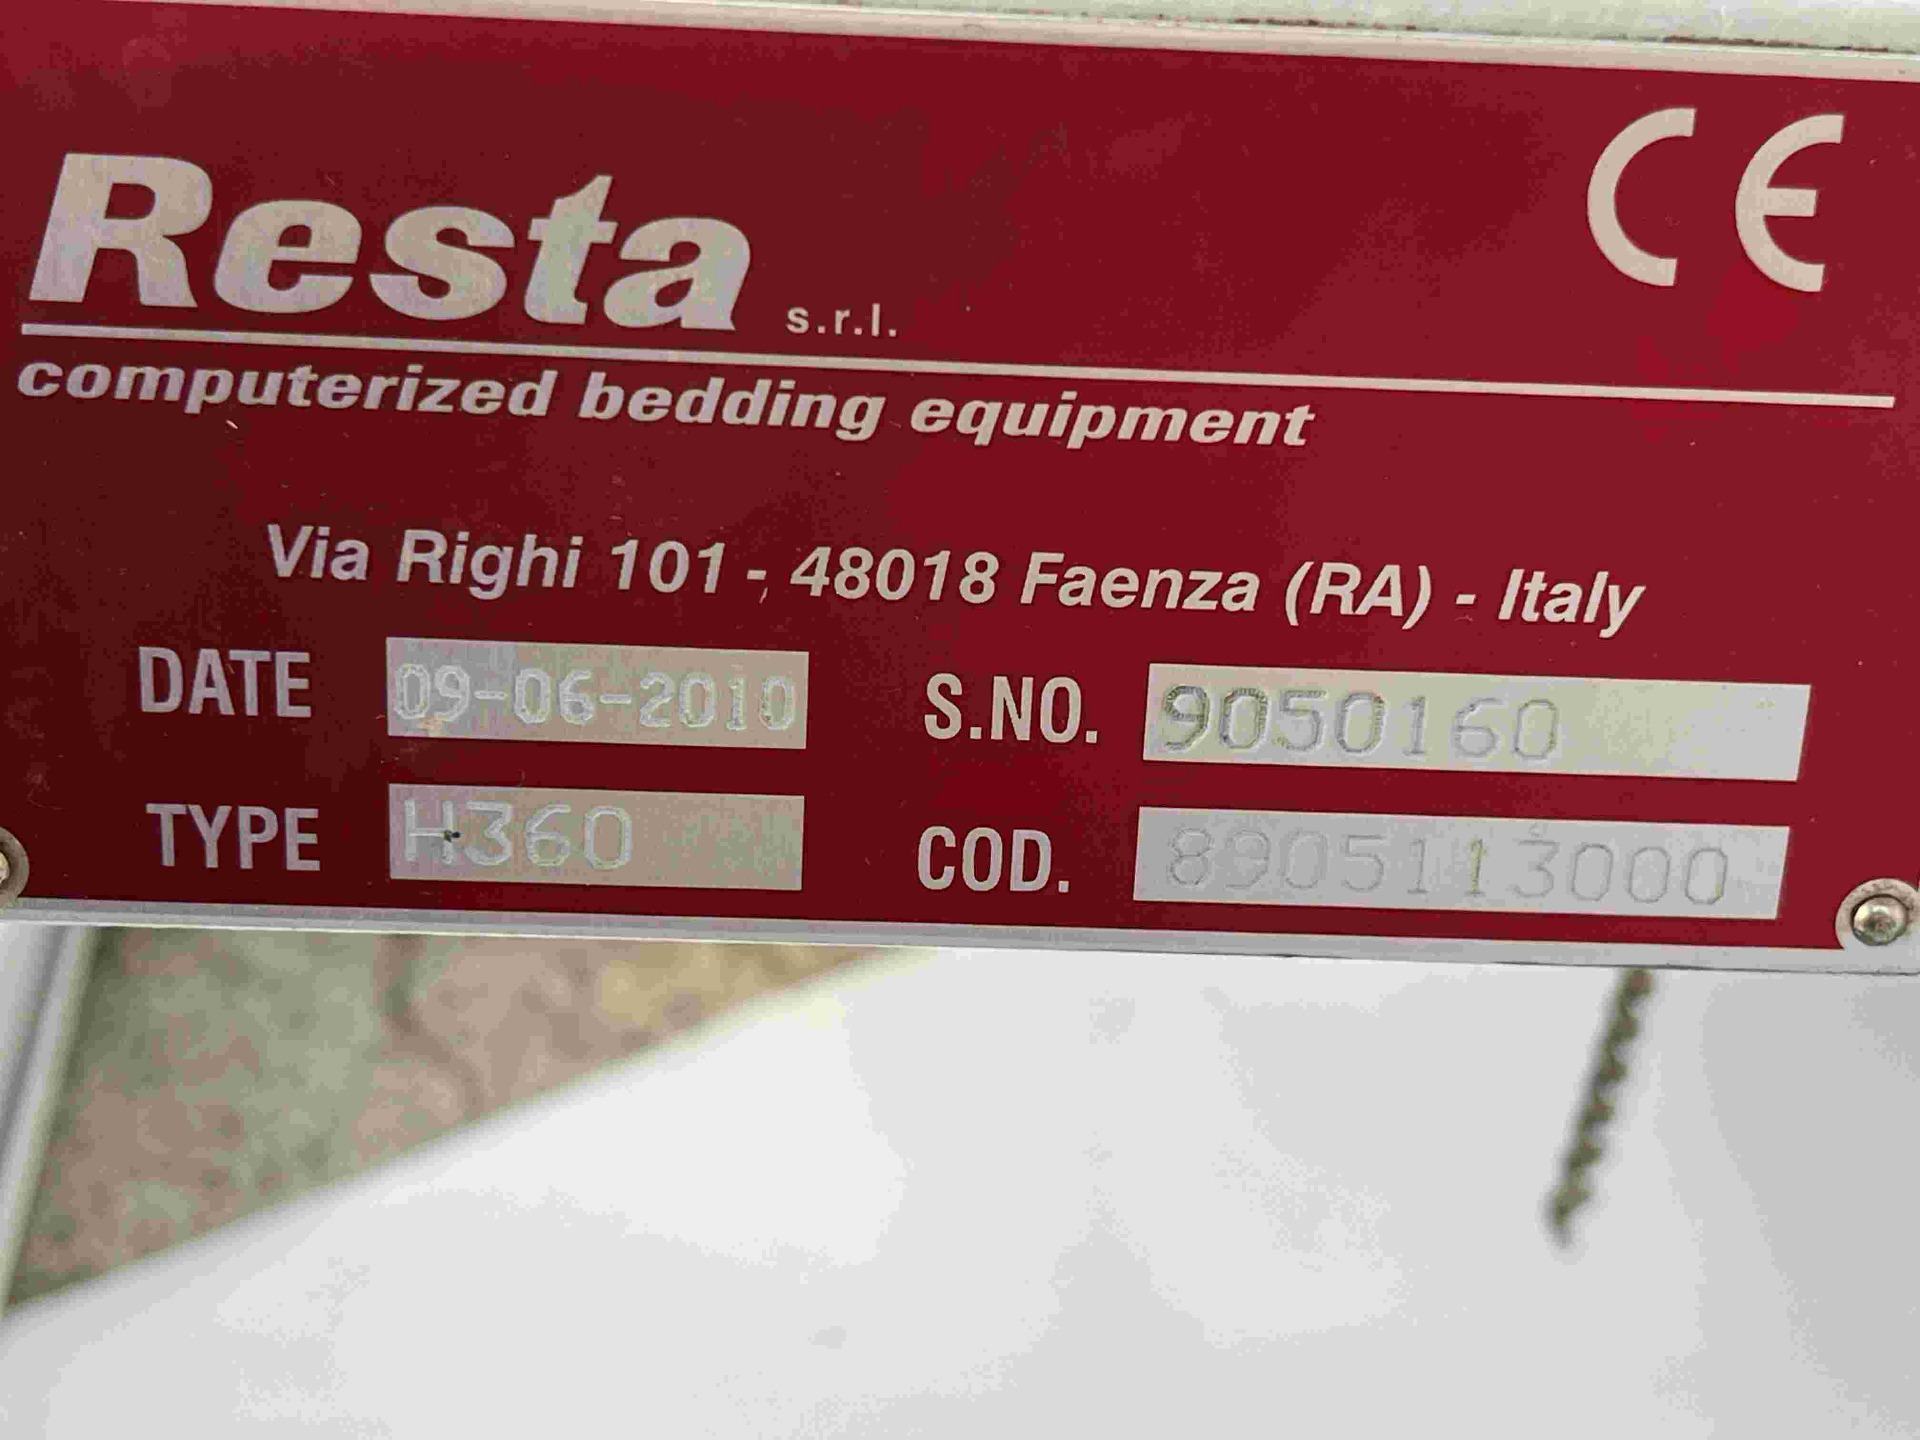 CE
Resta s.r.l.
computerized bedding equipment
Via Righi 101 - 48018 Faenza (RA) - Italy
DATE 09-06-2010 S.NO. 9050160
TYPE H360 COD. 8905113000